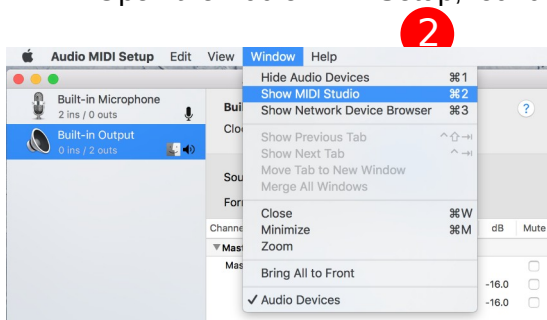 2
Audio MIDI Setup Edit View Window Help
Hide Audio Devices ⌘1
Show MIDI Studio ⌘2
Show Network Device Browser ⌘3
Show Previous Tab ^⇧⇥
Show Next Tab ^⇥
Move Tab to New Window
Merge All Windows
Close ⌘W
Minimize ⌘M
Zoom
Bring All to Front
✓ Audio Devices
Built-in Microphone
2 ins / 0 outs
Built-in Output
0 ins / 2 outs
?
dB Mute
-16.0
-16.0